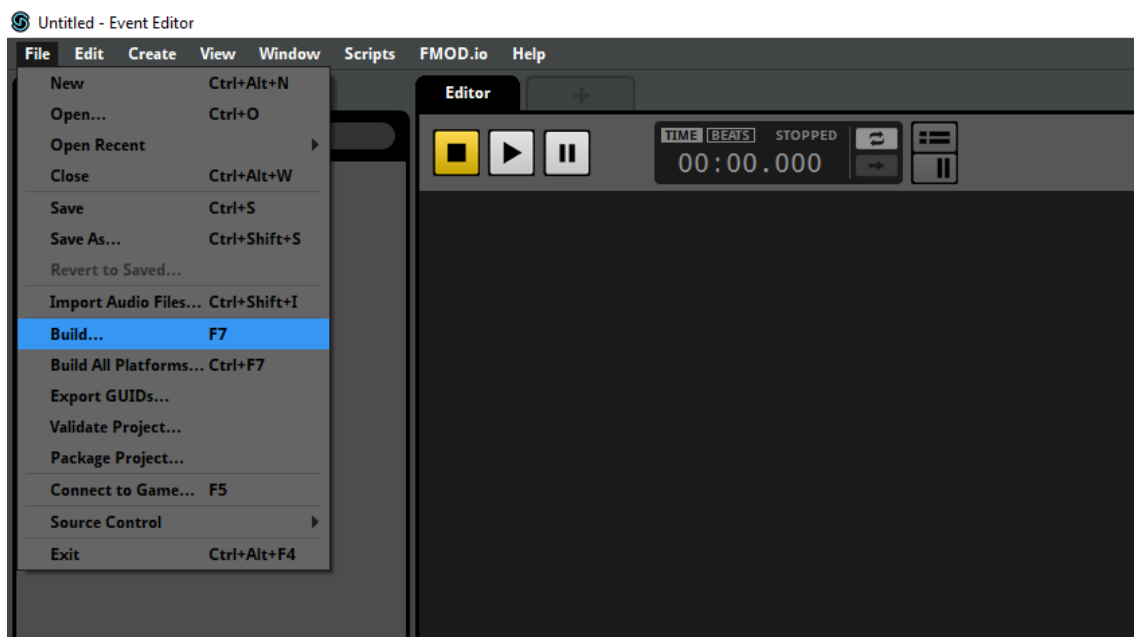 Untitled - Event Editor
File Edit Create View Window Scripts FMOD.io Help
New Ctrl+Alt+N
Open... Ctrl+O
Open Recent
Close Ctrl+Alt+W
Save Ctrl+S
Save As... Ctrl+Shift+S
Revert to Saved...
Import Audio Files... Ctrl+Shift+I
Build... F7
Build All Platforms... Ctrl+F7
Export GUIDs...
Validate Project...
Package Project...
Connect to Game... F5
Source Control
Exit Ctrl+Alt+F4
Editor +
TIME BEATS STOPPED
00:00.000